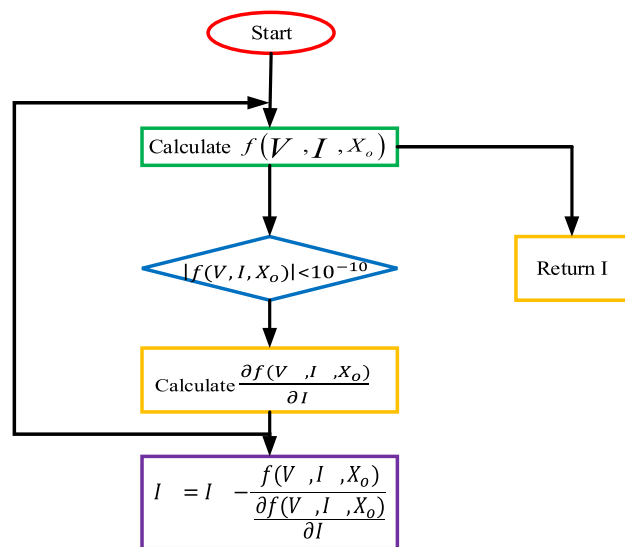 Start
Calculate f(V , I , Xₒ)
|f(V, I, Xₒ)|<10⁻¹⁰
Return I
Calculate ∂f(V ,I ,Xₒ)
∂ I
I = I − f(V ,I ,Xₒ)
∂f(V ,I ,Xₒ)
∂I